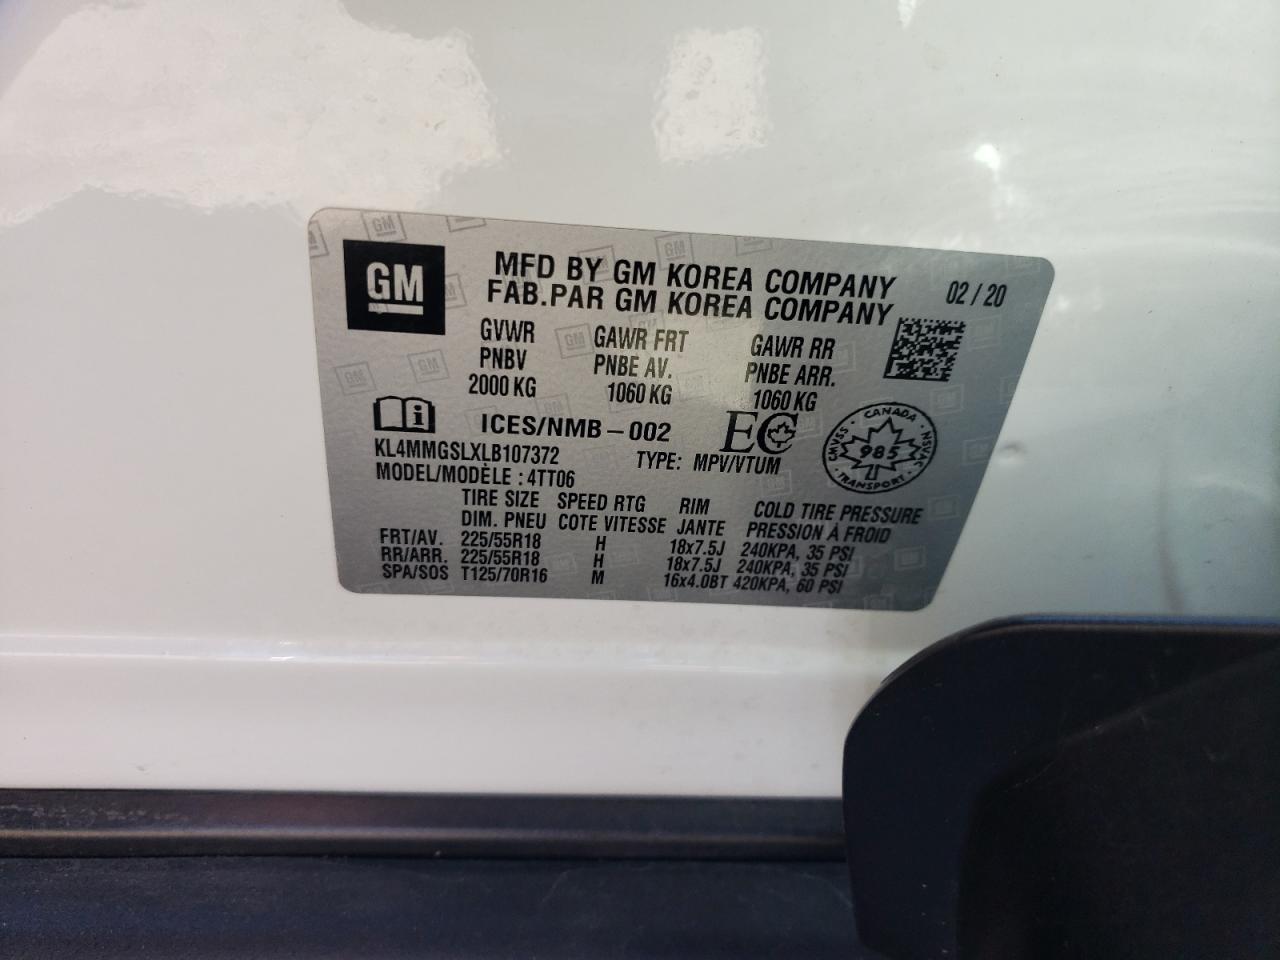 GM
MFD BY GM KOREA COMPANY 02 / 20
FAB.PAR GM KOREA COMPANY
GVWR GAWR FRT GAWR RR
PNBV PNBE AV. PNBE ARR.
2000 KG 1060 KG 1060 KG
i ICES/NMB-002 EC
KL4MMGSLXLB107372 TYPE: MPV/VTUM
MODEL/MODÈLE : 4TT06
CANADA
CMVSS 985 NSVAC
TRANSPORT
TIRE SIZE SPEED RTG RIM COLD TIRE PRESSURE
DIM. PNEU COTE VITESSE JANTE PRESSION À FROID
FRT/AV. 225/55R18 H 18x7.5J 240KPA, 35 PSI
RR/ARR. 225/55R18 H 18x7.5J 240KPA, 35 PSI
SPA/SOS T125/70R16 M 16x4.0BT 420KPA, 60 PSI